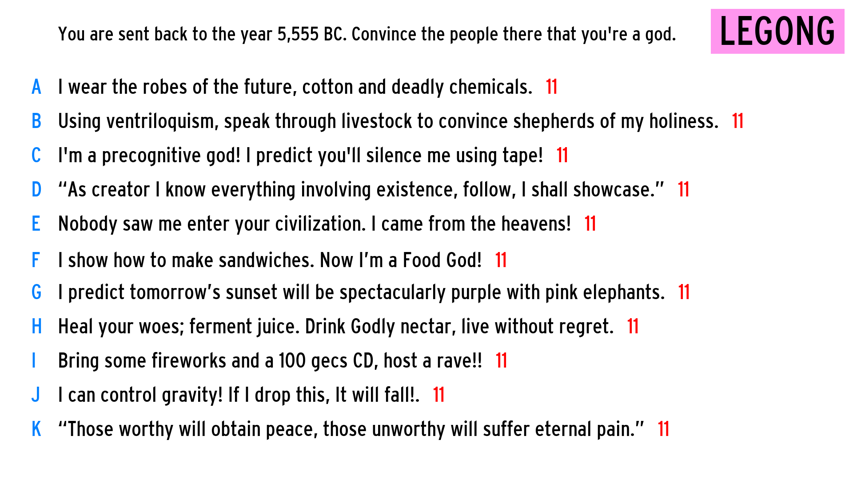 You are sent back to the year 5,555 BC. Convince the people there that you're a god.
LEGONG
A I wear the robes of the future, cotton and deadly chemicals. 11
B Using ventriloquism, speak through livestock to convince shepherds of my holiness. 11
C I'm a precognitive god! I predict you'll silence me using tape! 11
D “As creator I know everything involving existence, follow, I shall showcase.” 11
E Nobody saw me enter your civilization. I came from the heavens! 11
F I show how to make sandwiches. Now I’m a Food God! 11
G I predict tomorrow’s sunset will be spectacularly purple with pink elephants. 11
H Heal your woes; ferment juice. Drink Godly nectar, live without regret. 11
I Bring some fireworks and a 100 gecs CD, host a rave!! 11
J I can control gravity! If I drop this, It will fall!. 11
K “Those worthy will obtain peace, those unworthy will suffer eternal pain.” 11